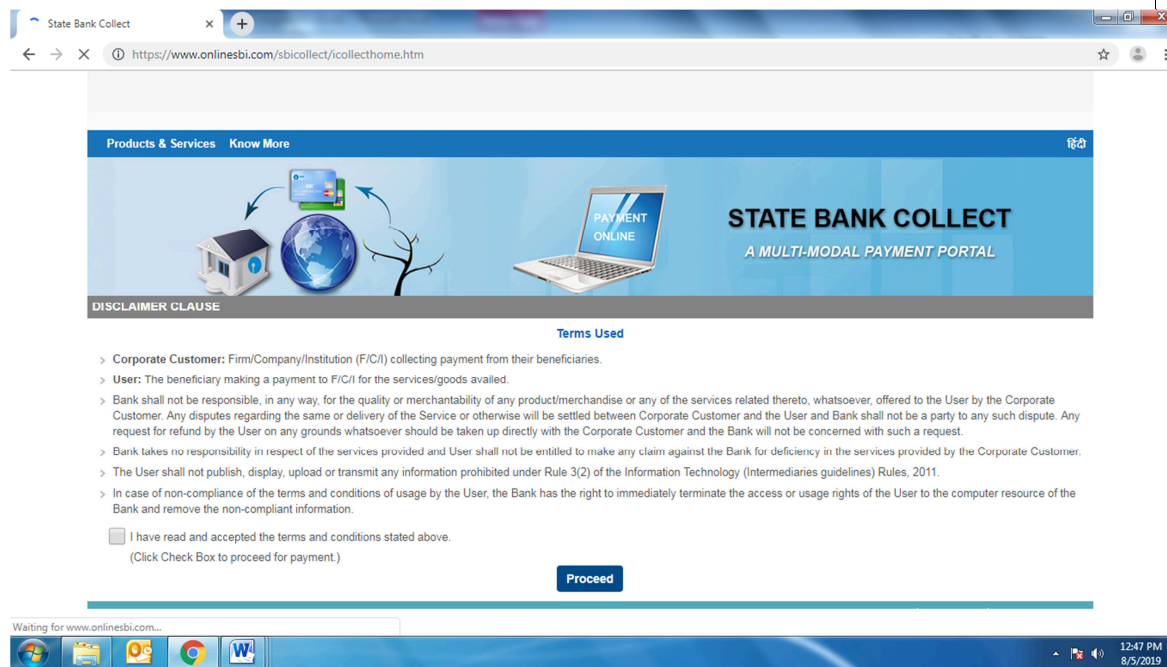 State Bank Collect
https://www.onlinesbi.com/sbicollect/icollecthome.htm
Products & Services Know More हिंदी
PAYMENT
ONLINE
STATE BANK COLLECT
A MULTI-MODAL PAYMENT PORTAL
DISCLAIMER CLAUSE
Terms Used
Corporate Customer: Firm/Company/Institution (F/C/I) collecting payment from their beneficiaries.
User: The beneficiary making a payment to F/C/I for the services/goods availed.
Bank shall not be responsible, in any way, for the quality or merchantability of any product/merchandise or any of the services related thereto, whatsoever, offered to the User by the Corporate
Customer. Any disputes regarding the same or delivery of the Service or otherwise will be settled between Corporate Customer and the User and Bank shall not be a party to any such dispute. Any
request for refund by the User on any grounds whatsoever should be taken up directly with the Corporate Customer and the Bank will not be concerned with such a request.
Bank takes no responsibility in respect of the services provided and User shall not be entitled to make any claim against the Bank for deficiency in the services provided by the Corporate Customer.
The User shall not publish, display, upload or transmit any information prohibited under Rule 3(2) of the Information Technology (Intermediaries guidelines) Rules, 2011.
In case of non-compliance of the terms and conditions of usage by the User, the Bank has the right to immediately terminate the access or usage rights of the User to the computer resource of the
Bank and remove the non-compliant information.
I have read and accepted the terms and conditions stated above.
(Click Check Box to proceed for payment.)
Proceed
Waiting for www.onlinesbi.com...
12:47 PM
8/5/2019